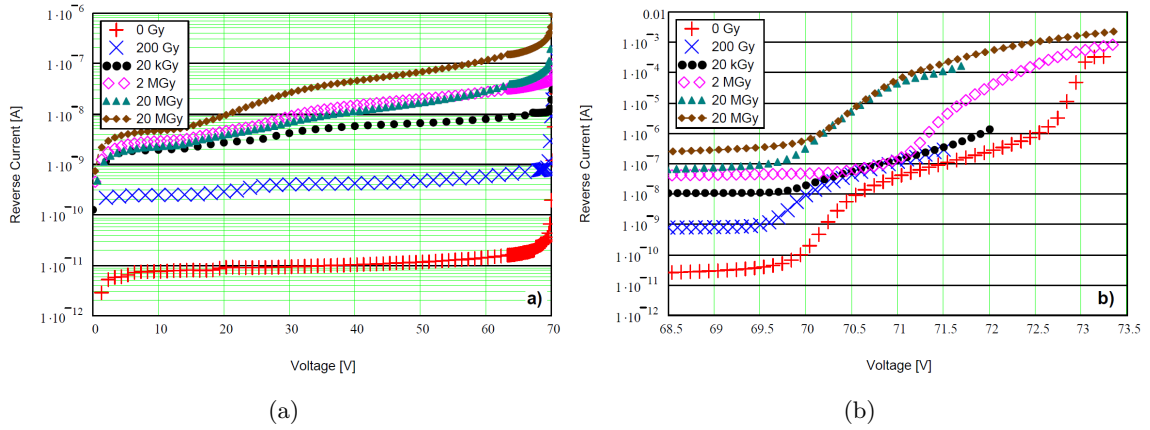 1·10⁻⁶
1·10⁻⁷
1·10⁻⁸
1·10⁻⁹
1·10⁻¹⁰
1·10⁻¹¹
1·10⁻¹²
Reverse Current [A]
0 Gy
200 Gy
20 kGy
2 MGy
20 MGy
20 MGy
a)
0 10 20 30 40 50 60 70
Voltage [V]
(a)
0.01
1·10⁻³
1·10⁻⁴
1·10⁻⁵
1·10⁻⁶
1·10⁻⁷
1·10⁻⁸
1·10⁻⁹
1·10⁻¹⁰
1·10⁻¹¹
1·10⁻¹²
Reverse Current [A]
0 Gy
200 Gy
20 kGy
2 MGy
20 MGy
20 MGy
b)
68.5 69 69.5 70 70.5 71 71.5 72 72.5 73 73.5
Voltage [V]
(b)